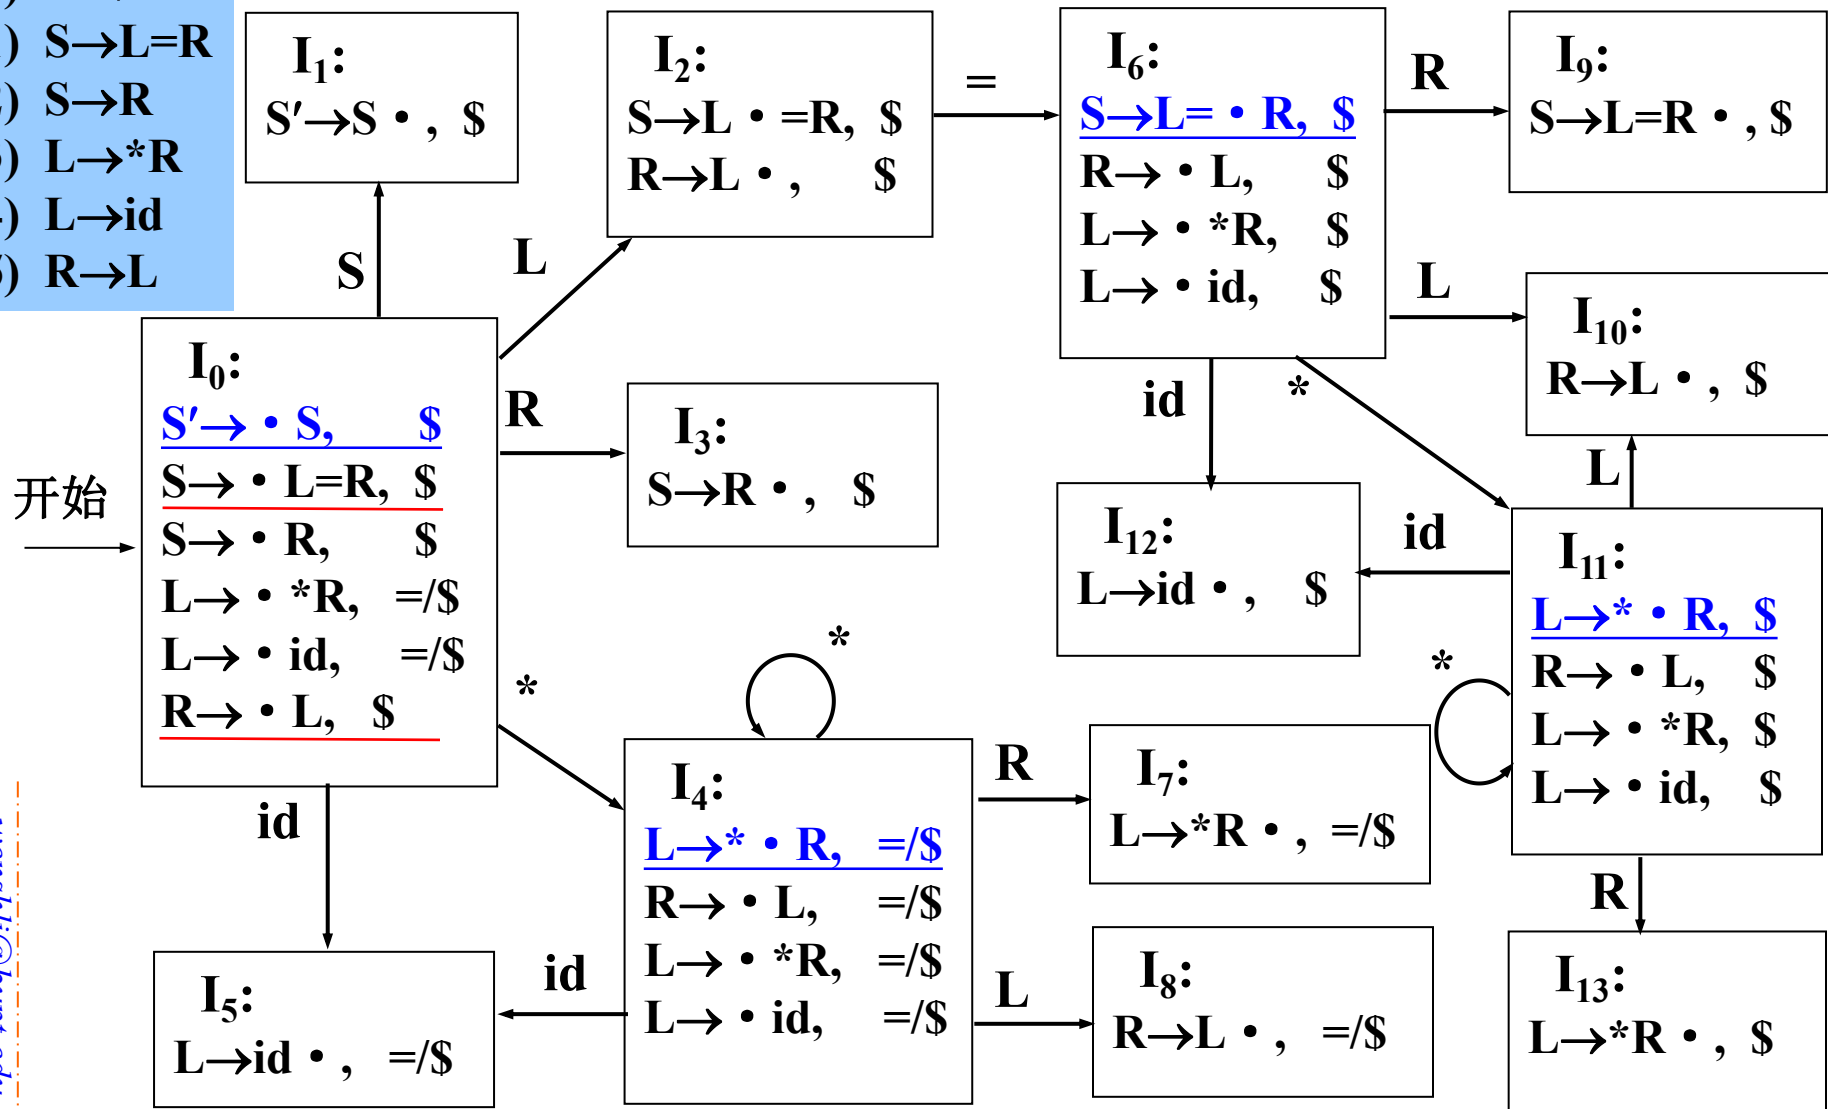 ) S→L=R
) S→R
) L→*R
) L→id
) R→L
I1:
S′→S·, $
I2:
S→L·=R, $
R→L·, $
=
I6:
S→L=·R, $
R→·L, $
L→·*R, $
L→·id, $
R
I9:
S→L=R·, $
S
L
L
I10:
R→L·, $
开始
I0:
S′→·S, $
S→·L=R, $
S→·R, $
L→·*R, =/$
L→·id, =/$
R→·L, $
R
I3:
S→R·, $
id
*
L
I12:
L→id·, $
id
I11:
L→*·R, $
R→·L, $
L→·*R, $
L→·id, $
*
*
*
id
I4:
L→*·R, =/$
R→·L, =/$
L→·*R, =/$
L→·id, =/$
R
I7:
L→*R·, =/$
R
I5:
L→id·, =/$
id
L
I8:
R→L·, =/$
I13:
L→*R·, $